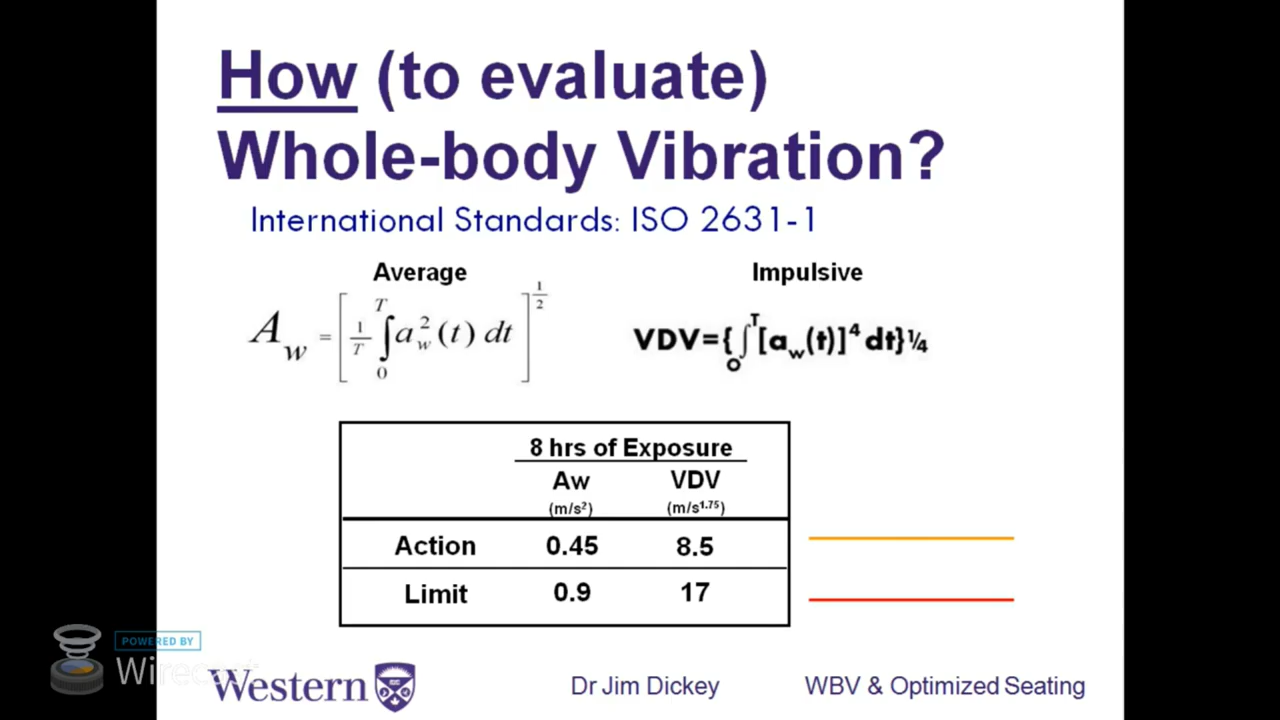 How (to evaluate)
Whole-body Vibration?
International Standards: ISO 2631-1
Average
A_w = [ 1/T ∫_0^T a_w^2 (t) dt ]^{1/2}
Impulsive
VDV={∫_0^T [a_w(t)]^4 dt}¼
8 hrs of Exposure
Aw VDV
(m/s²) (m/s^1.75)
Action 0.45 8.5
Limit 0.9 17
POWERED BY
Wirecast
Western
Dr Jim Dickey
WBV & Optimized Seating